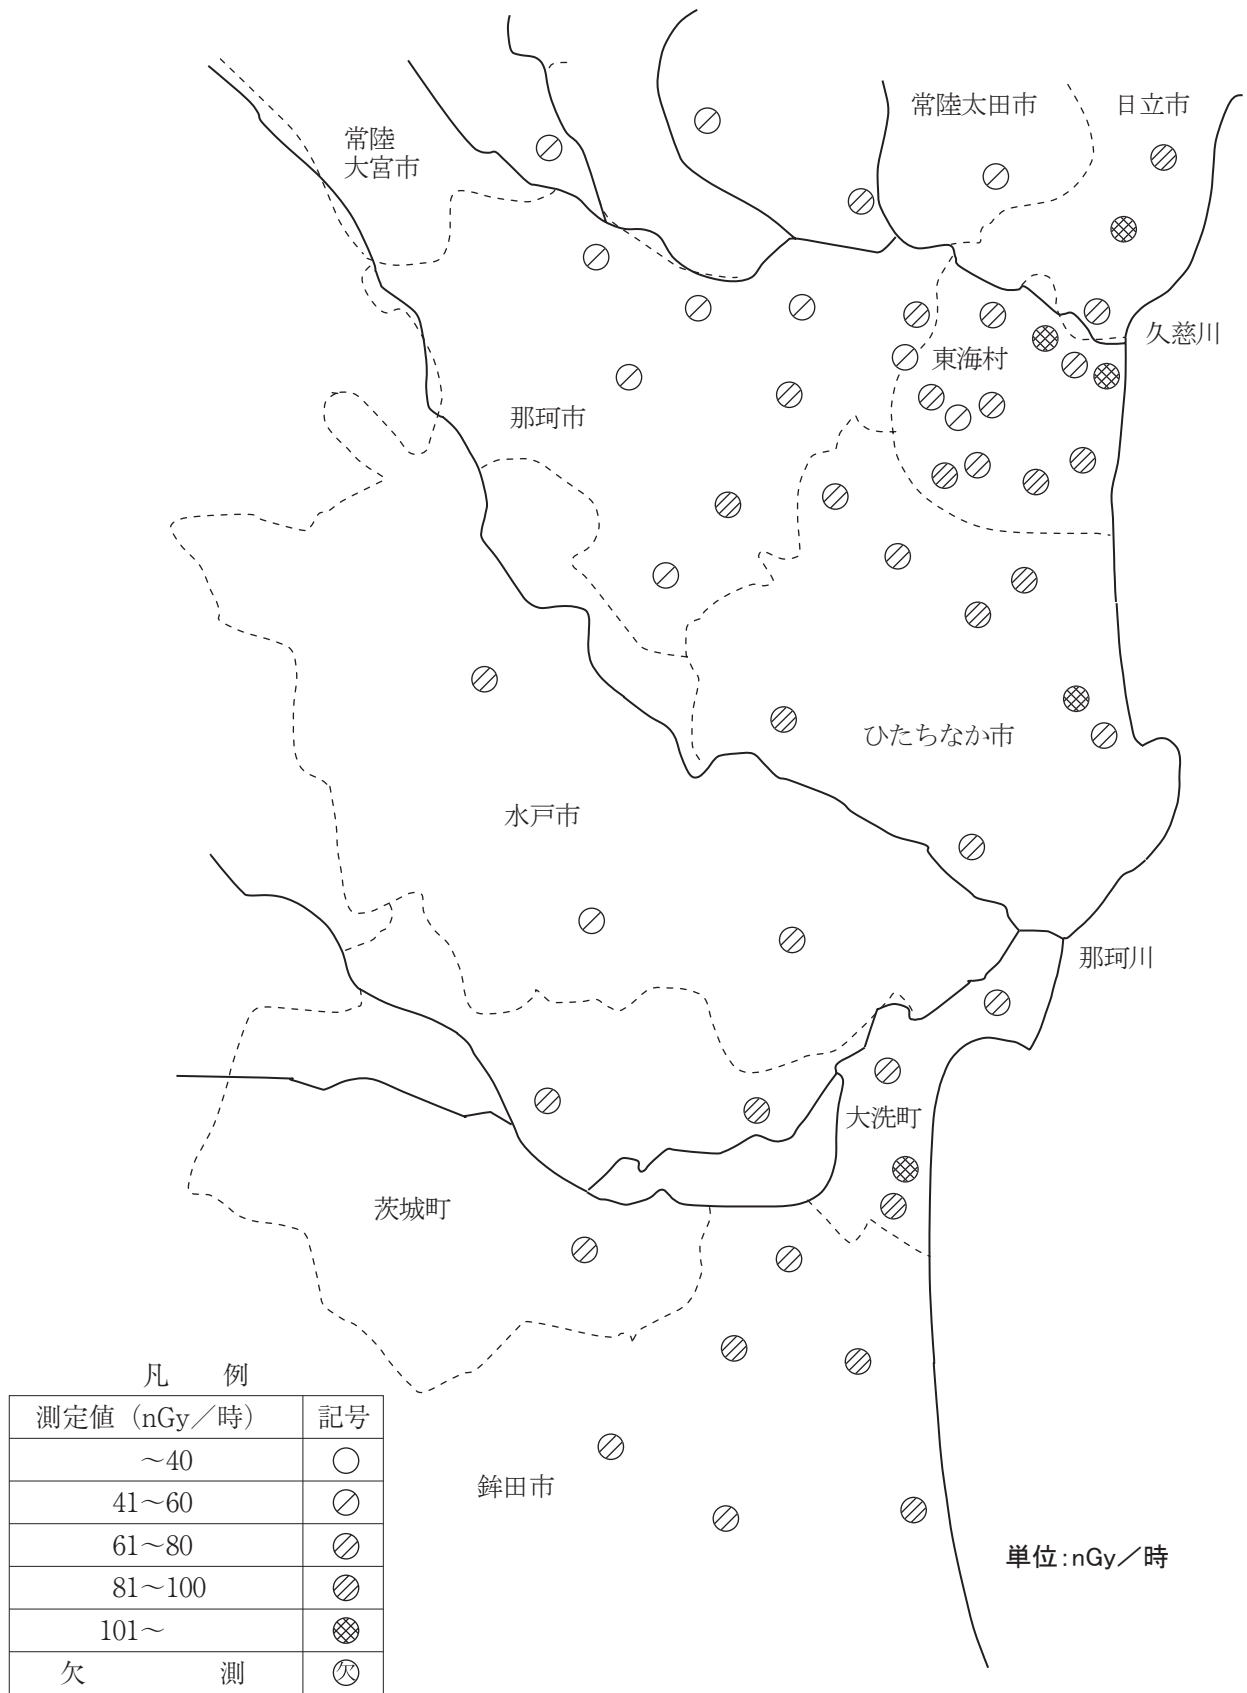 常陸太田市
日立市
常陸
大宮市
久慈川
東海村
那珂市
ひたちなか市
水戸市
那珂川
大洗町
茨城町
凡 例
測定値（nGy／時） 記号
～40
41～60
61～80
81～100
101～
欠 測 欠
鉾田市
単位：nGy／時